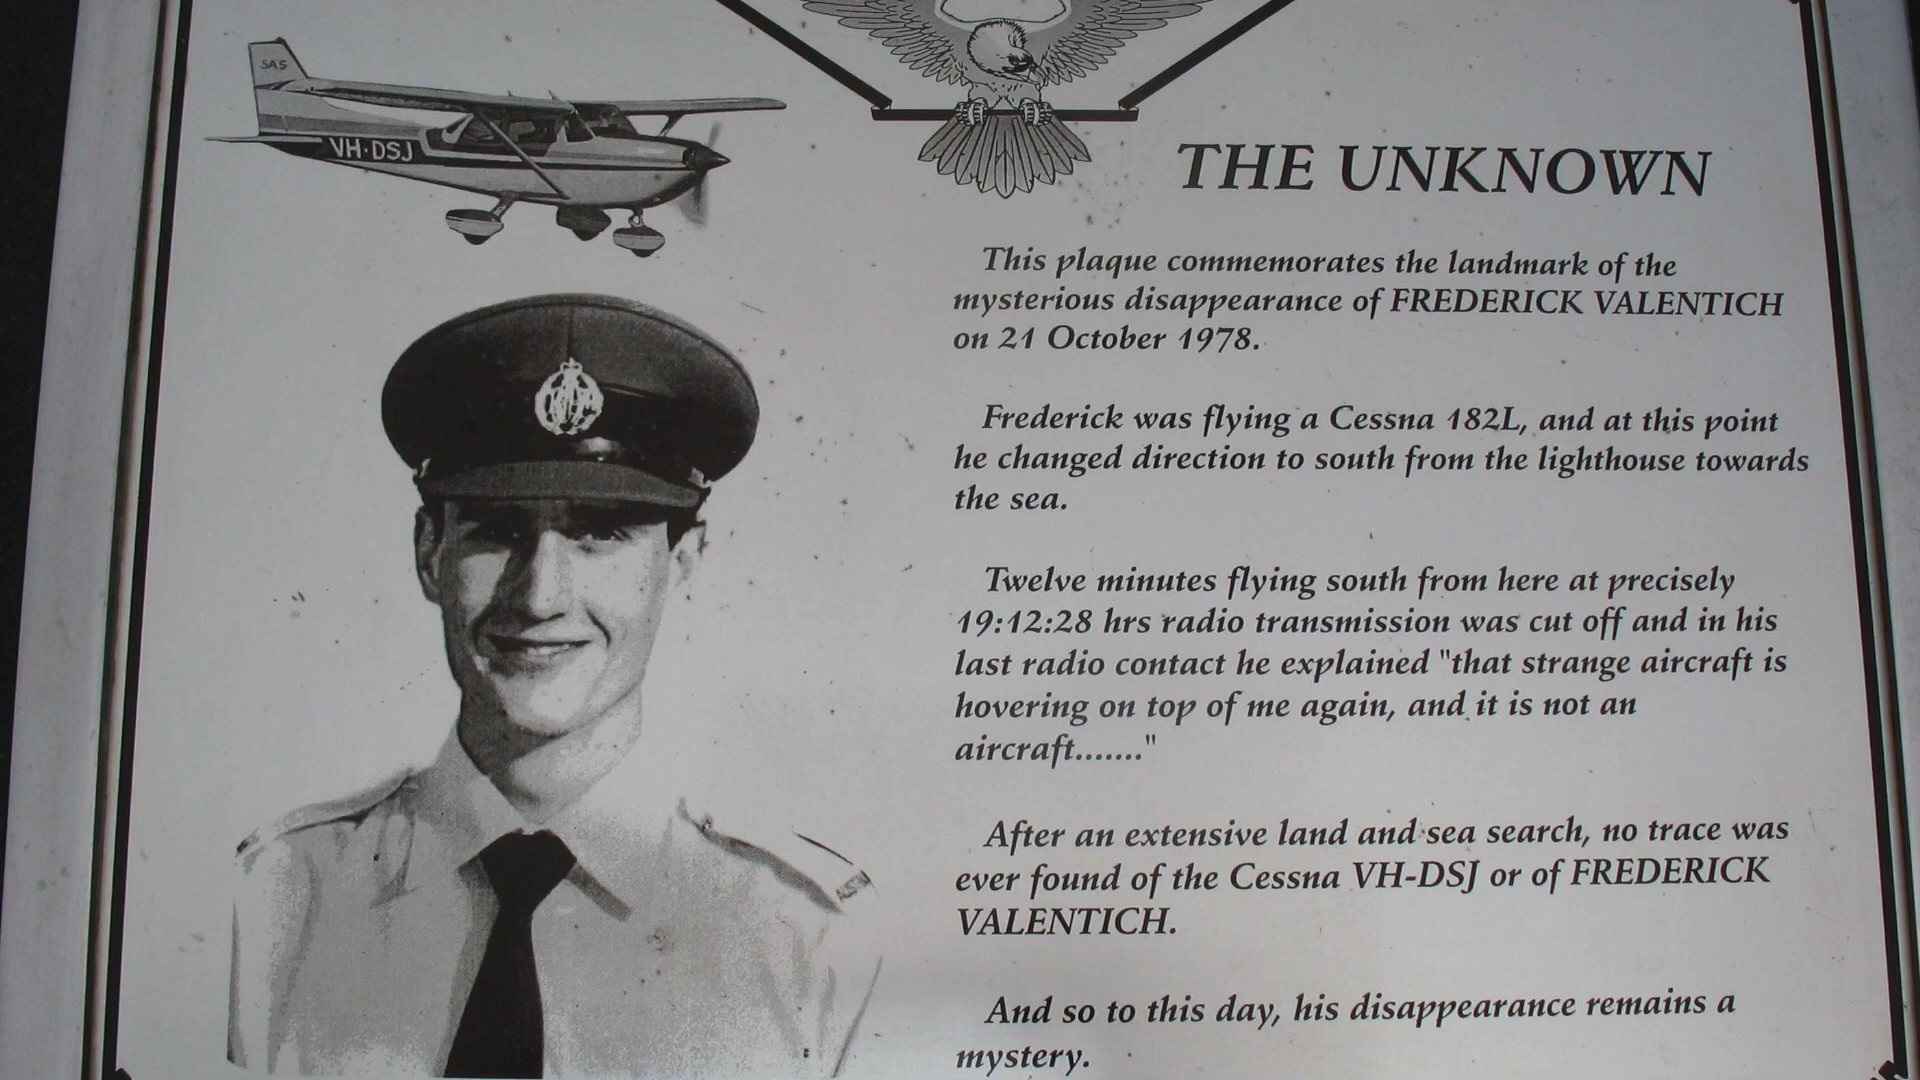 SAS
VH·DSJ
THE UNKNOWN
This plaque commemorates the landmark of the
mysterious disappearance of FREDERICK VALENTICH
on 21 October 1978.
Frederick was flying a Cessna 182L, and at this point
he changed direction to south from the lighthouse towards
the sea.
Twelve minutes flying south from here at precisely
19:12:28 hrs radio transmission was cut off and in his
last radio contact he explained "that strange aircraft is
hovering on top of me again, and it is not an
aircraft......."
After an extensive land and sea search, no trace was
ever found of the Cessna VH-DSJ or of FREDERICK
VALENTICH.
And so to this day, his disappearance remains a
mystery.